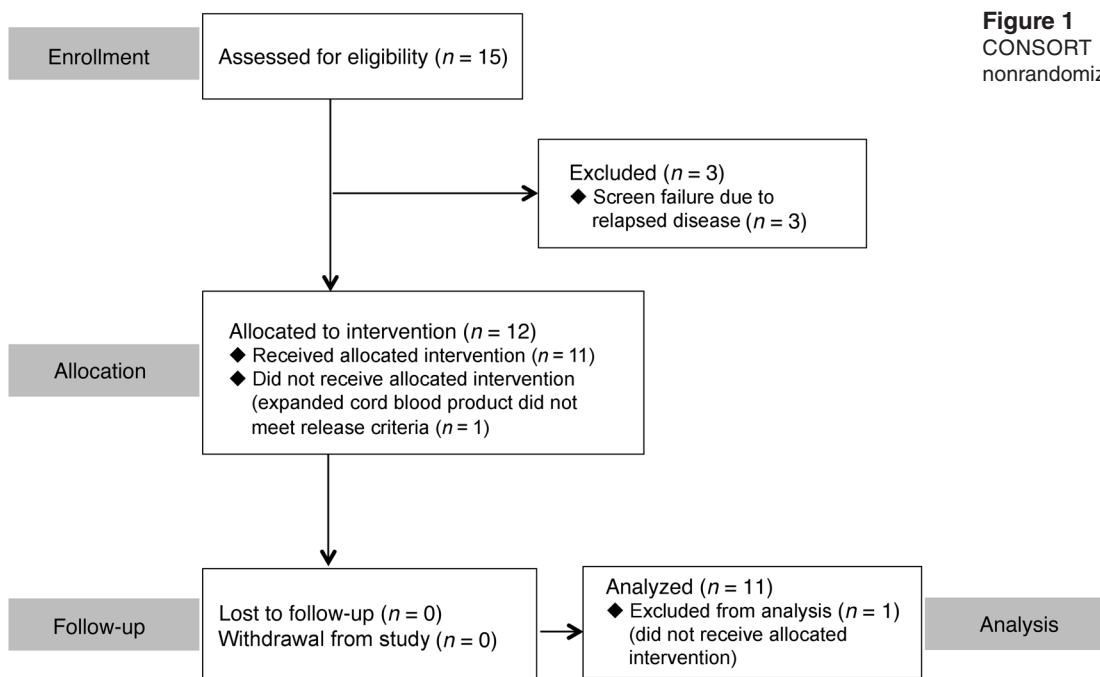 Figure 1
CONSORT
Enrollment
Assessed for eligibility (n = 15)
Excluded (n = 3)
◆ Screen failure due to
relapsed disease (n = 3)
Allocation
Allocated to intervention (n = 12)
◆ Received allocated intervention (n = 11)
◆ Did not receive allocated intervention
(expanded cord blood product did not
meet release criteria (n = 1)
Follow-up
Lost to follow-up (n = 0)
Withdrawal from study (n = 0)
Analyzed (n = 11)
◆ Excluded from analysis (n = 1)
(did not receive allocated
intervention)
Analysis